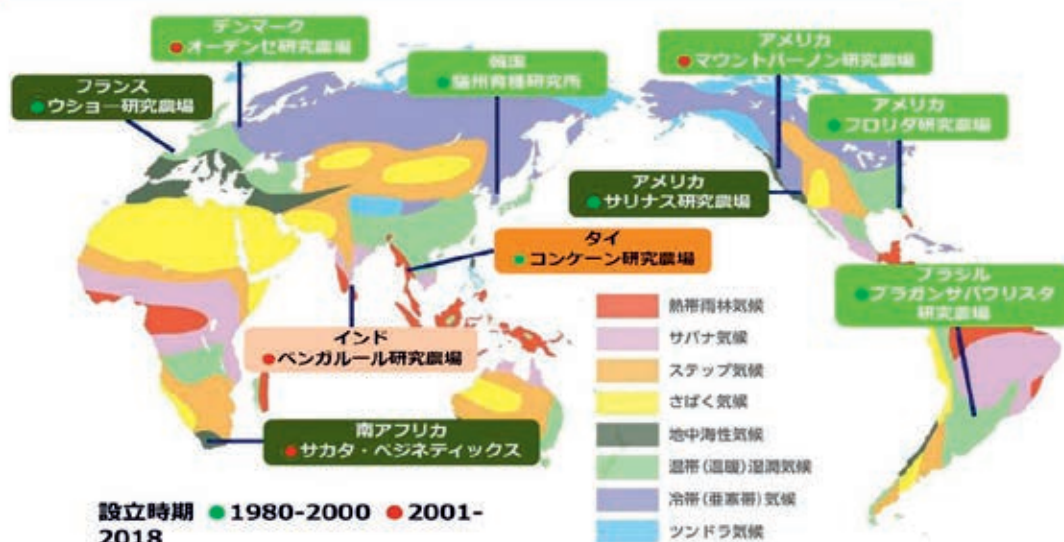 デンマーク
オーデンセ研究農場
フランス
ウショー研究農場
韓国
育種研究所
アメリカ
マウントバーノン研究農場
アメリカ
フロリダ研究農場
アメリカ
サリナス研究農場
タイ
コンケーン研究農場
ブラジル
ブラガンサパウリスタ
研究農場
インド
ベンガルール研究農場
南アフリカ
サカタ・ベジネティックス
熱帯雨林気候
サバナ気候
ステップ気候
さばく気候
地中海性気候
温帯(温暖)湿潤気候
冷帯(亜寒帯)気候
ツンドラ気候
設立時期 ●1980-2000 ●2001-
2018